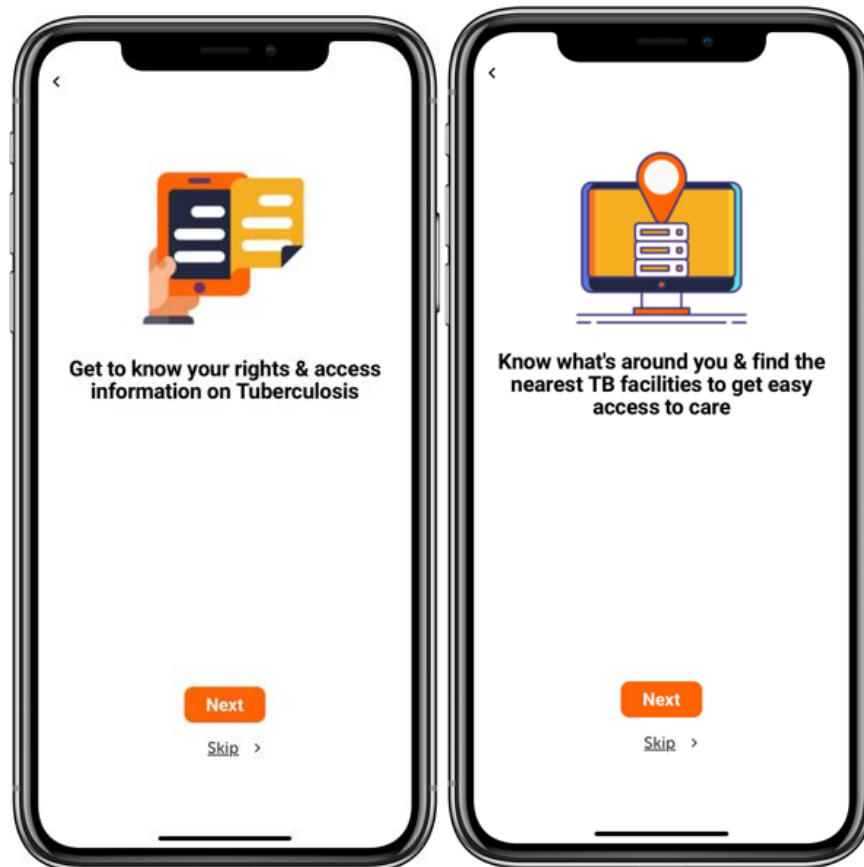 Get to know your rights & access
information on Tuberculosis
Next
Skip
Know what's around you & find the
nearest TB facilities to get easy
access to care
Next
Skip